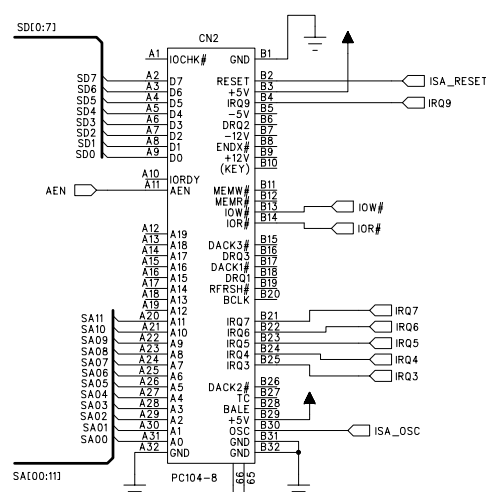 SD[0:7]
CN2
A1 IOCHK# GND B1
SD7 A2 D7 RESET B2 ISA_RESET
SD6 A3 D6 +5V B3
SD5 A4 D5 IRQ9 B4 IRQ9
SD4 A5 D4 -5V B5
SD3 A6 D3 DRQ2 B6
SD2 A7 D2 -12V B7
SD1 A8 D1 ENDX# B8
SD0 A9 D0 +12V B9
(KEY) B10
A10 IORDY
AEN A11 AEN MEMW# B11
MEMR# B12
IOW# B13 IOW#
IOR# B14 IOR#
A12 A19 DACK3# B15
A13 A18 DRQ3 B16
A14 A17 DACK1# B17
A15 A16 DRQ1 B18
A16 A15 RFRSH# B19
A17 A14 BCLK B20
A18 A13
A19 A12
SA11 A20 A11 IRQ7 B21 IRQ7
SA10 A21 A10 IRQ6 B22 IRQ6
SA09 A22 A9 IRQ5 B23 IRQ5
SA08 A23 A8 IRQ4 B24 IRQ4
SA07 A24 A7 IRQ3 B25 IRQ3
SA06 A25 A6
SA05 A26 A5 DACK2# B26
SA04 A27 A4 TC B27
SA03 A28 A3 BALE B28
SA02 A29 A2 +5V B29
SA01 A30 A1 OSC B30 ISA_OSC
SA00 A31 A0 GND B31
A32 GND GND B32
SA[00:11]
PC104-8
66
65